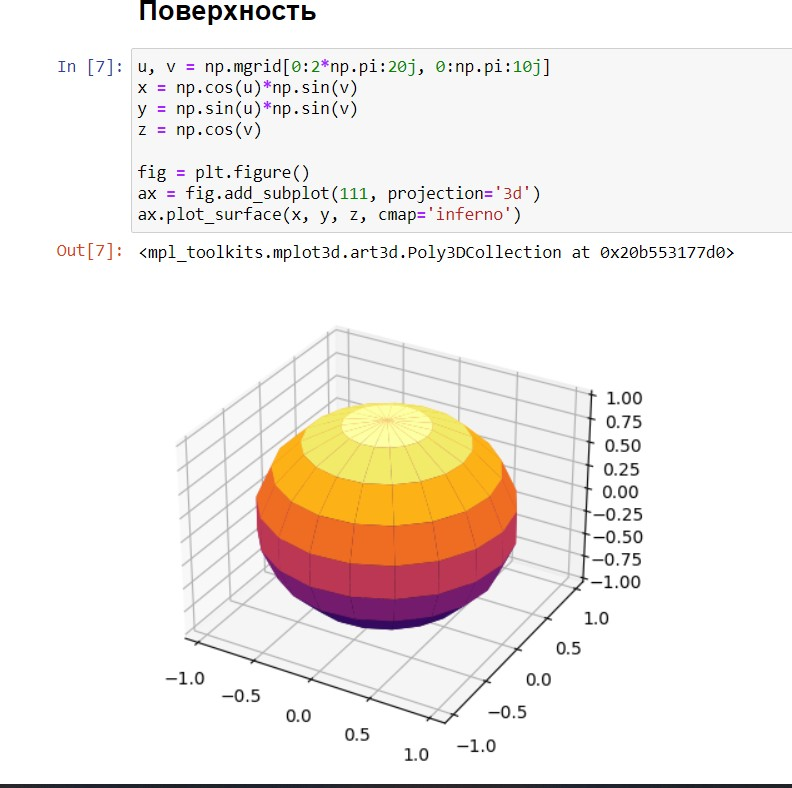 Поверхность
In [7]: u, v = np.mgrid[0:2*np.pi:20j, 0:np.pi:10j]
x = np.cos(u)*np.sin(v)
y = np.sin(u)*np.sin(v)
z = np.cos(v)
fig = plt.figure()
ax = fig.add_subplot(111, projection='3d')
ax.plot_surface(x, y, z, cmap='inferno')
Out[7]: <mpl_toolkits.mplot3d.art3d.Poly3DCollection at 0x20b553177d0>
1.00
0.75
0.50
0.25
0.00
−0.25
−0.50
−0.75
−1.00
1.0
0.5
0.0
−0.5
−1.0
−1.0
−0.5
0.0
0.5
1.0